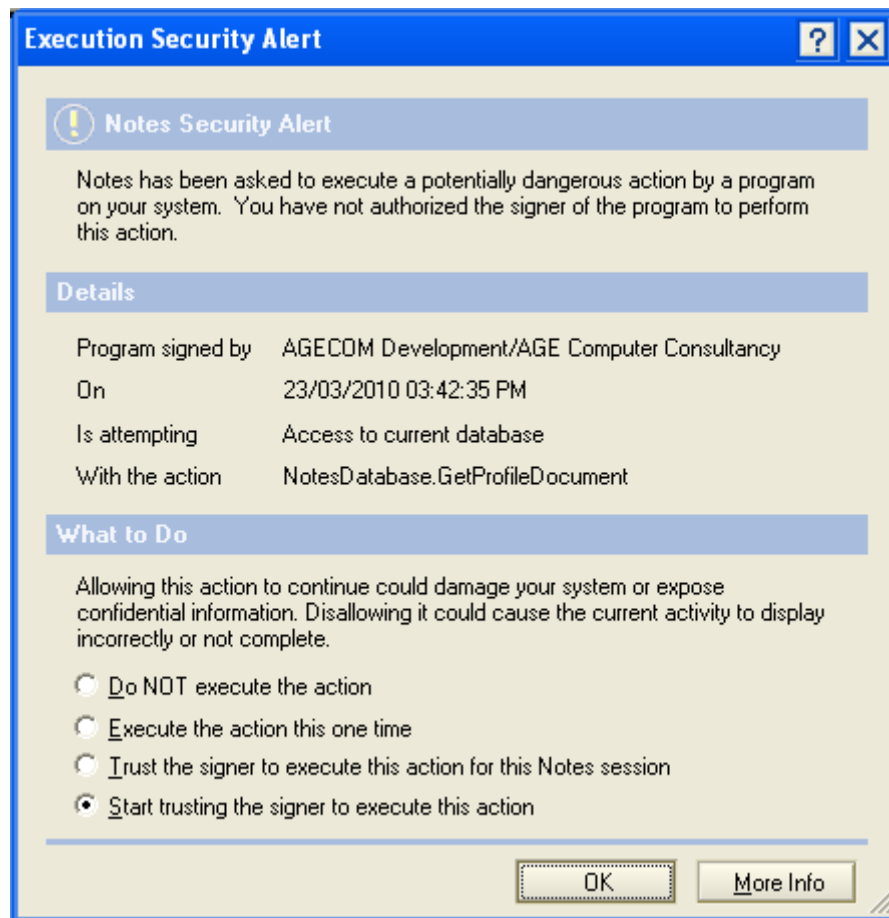 Execution Security Alert
Notes Security Alert
Notes has been asked to execute a potentially dangerous action by a program
on your system. You have not authorized the signer of the program to perform
this action.
Details
Program signed by AGECOM Development/AGE Computer Consultancy
On 23/03/2010 03:42:35 PM
Is attempting Access to current database
With the action NotesDatabase.GetProfileDocument
What to Do
Allowing this action to continue could damage your system or expose
confidential information. Disallowing it could cause the current activity to display
incorrectly or not complete.
Do NOT execute the action
Execute the action this one time
Trust the signer to execute this action for this Notes session
Start trusting the signer to execute this action
OK More Info